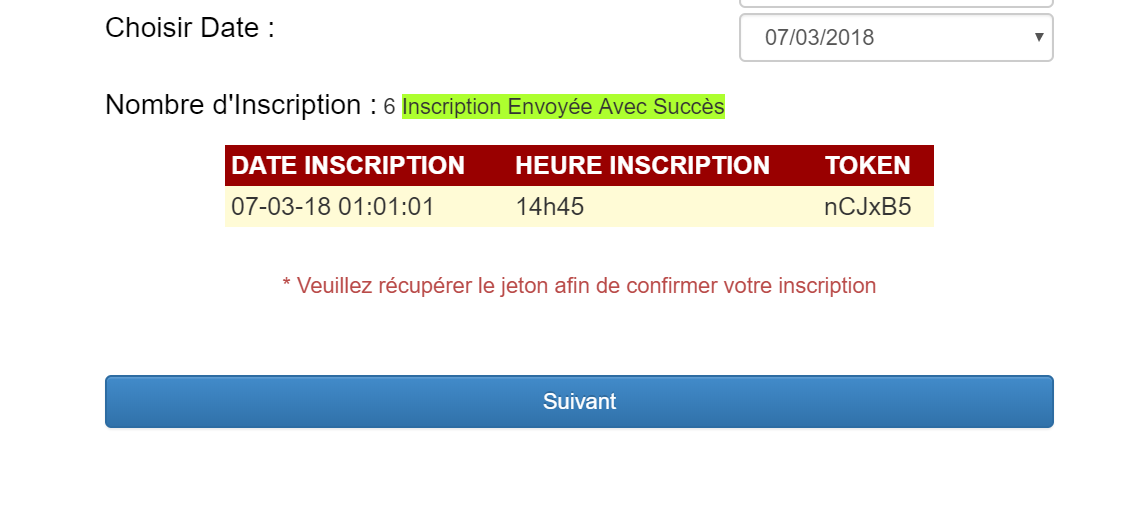 Choisir Date :
07/03/2018
Nombre d'Inscription : 6 Inscription Envoyée Avec Succès
DATE INSCRIPTION HEURE INSCRIPTION TOKEN
07-03-18 01:01:01 14h45 nCJxB5
* Veuillez récupérer le jeton afin de confirmer votre inscription
Suivant